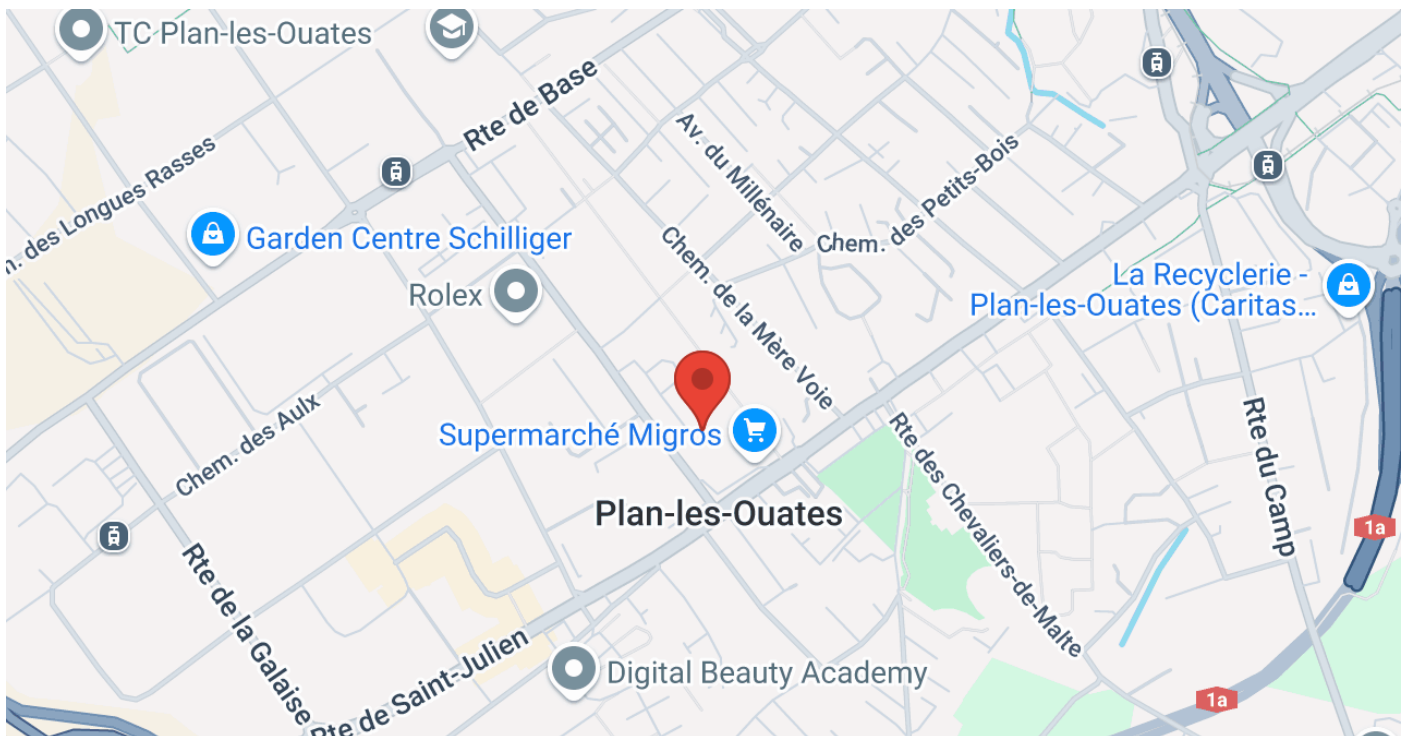 TC Plan-les-Ouates
Rte de Base
Av. du Millénaire
Chem. des Petits-Bois
m. des Longues Rasses
Garden Centre Schilliger
Chem. de la Mère Voie
Rolex
La Recyclerie -
Plan-les-Ouates (Caritas...
Supermarché Migros
Chem. des Aulx
Rte des Chevaliers-de-Malte
Rte du Camp
Plan-les-Ouates
1a
Rte de la Galaise
Rte de Saint-Julien
Digital Beauty Academy
1a